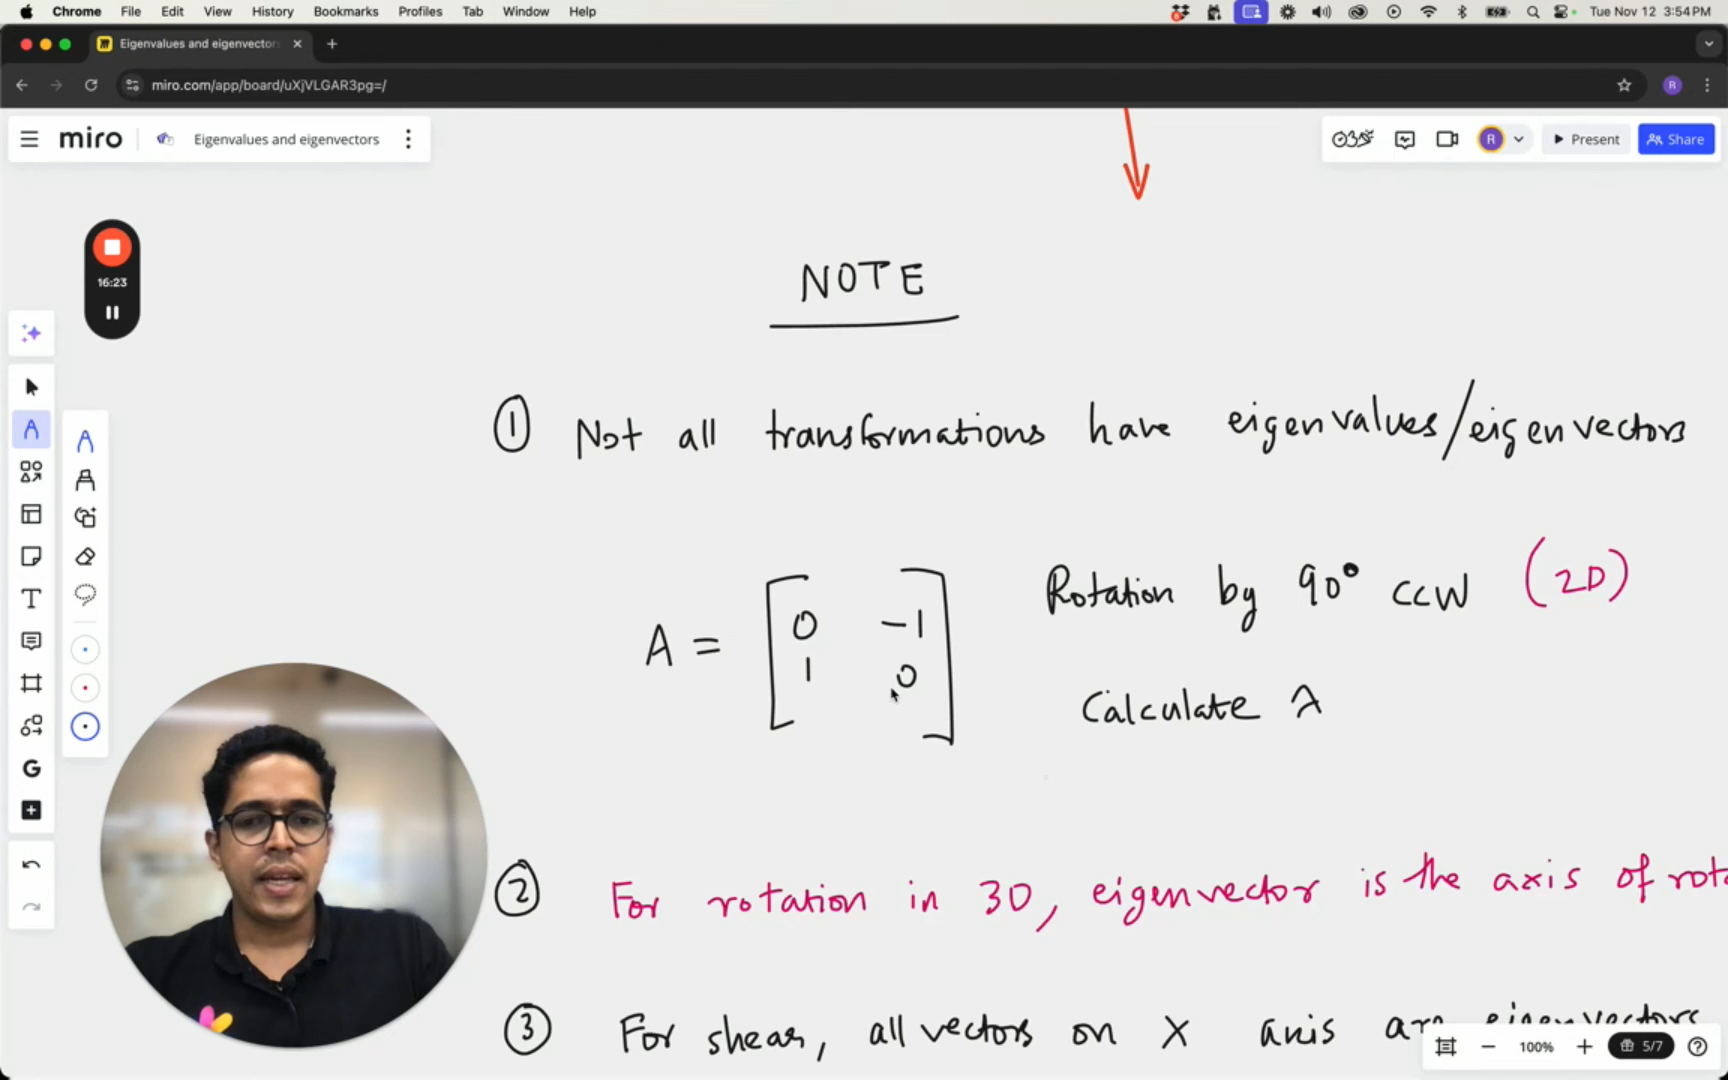 Chrome File Edit View History Bookmarks Profiles Tab Window Help Tue Nov 12 3:54 PM
Eigenvalues and eigenvector
miro.com/app/board/uXjVLGAR3pg=/ R
miro Eigenvalues and eigenvectors R Present Share
16:23
NOTE
① Not all transformations have eigenvalues/eigenvectors
Rotation by 90° CCW (2D)
A = [0 -1
1 0]
Calculate λ
② For rotation in 3D, eigenvector is the axis of rota
③ For shear, all vectors on X axis are eigenvectors
T
G
100% 5/7